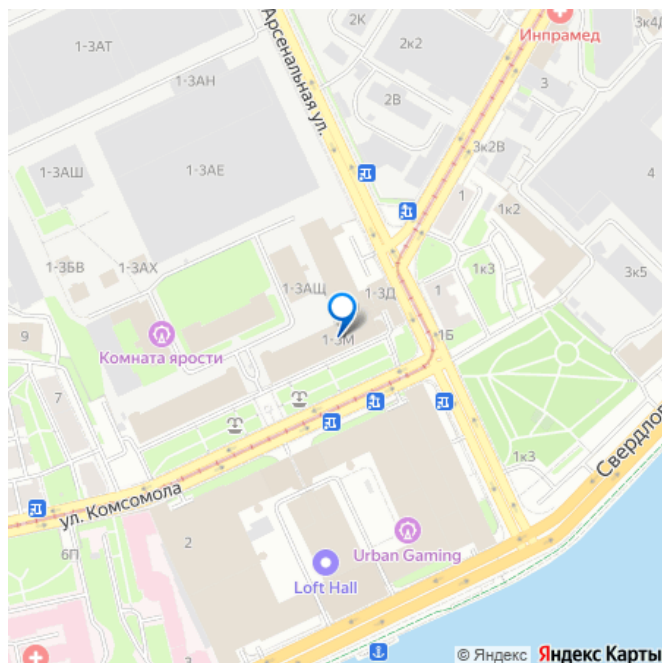 2К
3к4Д
Инпрамед
1-3АТ
2к2
1-3АН
Арсенальная ул.
3
2В
3к2В
1-3АШ
1-3АЕ
4
1
1к2
1-3БВ
1-3АХ
1к3
3к5
1-3АЩ
1-3Д
1
9
Комната ярости
1-3М
1Б
7
1к3
Свердлов
ул. Комсомола
6П
2
Urban Gaming
Loft Hall
3
© Яндекс Яндекс Карты